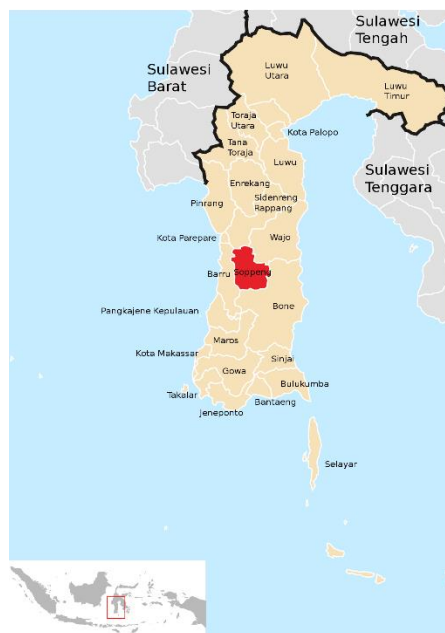 Sulawesi
Tengah
Luwu
Utara
Sulawesi
Barat
Luwu
Timur
Toraja
Utara
Kota Palopo
Tana
Toraja
Luwu
Sulawesi
Tenggara
Enrekang
Sidenreng
Rappang
Pinrang
Kota Parepare
Wajo
Barru
Soppeng
Bone
Pangkajene Kepulauan
Maros
Kota Makassar
Sinjai
Gowa
Bulukumba
Takalar
Bantaeng
Jeneponto
Selayar